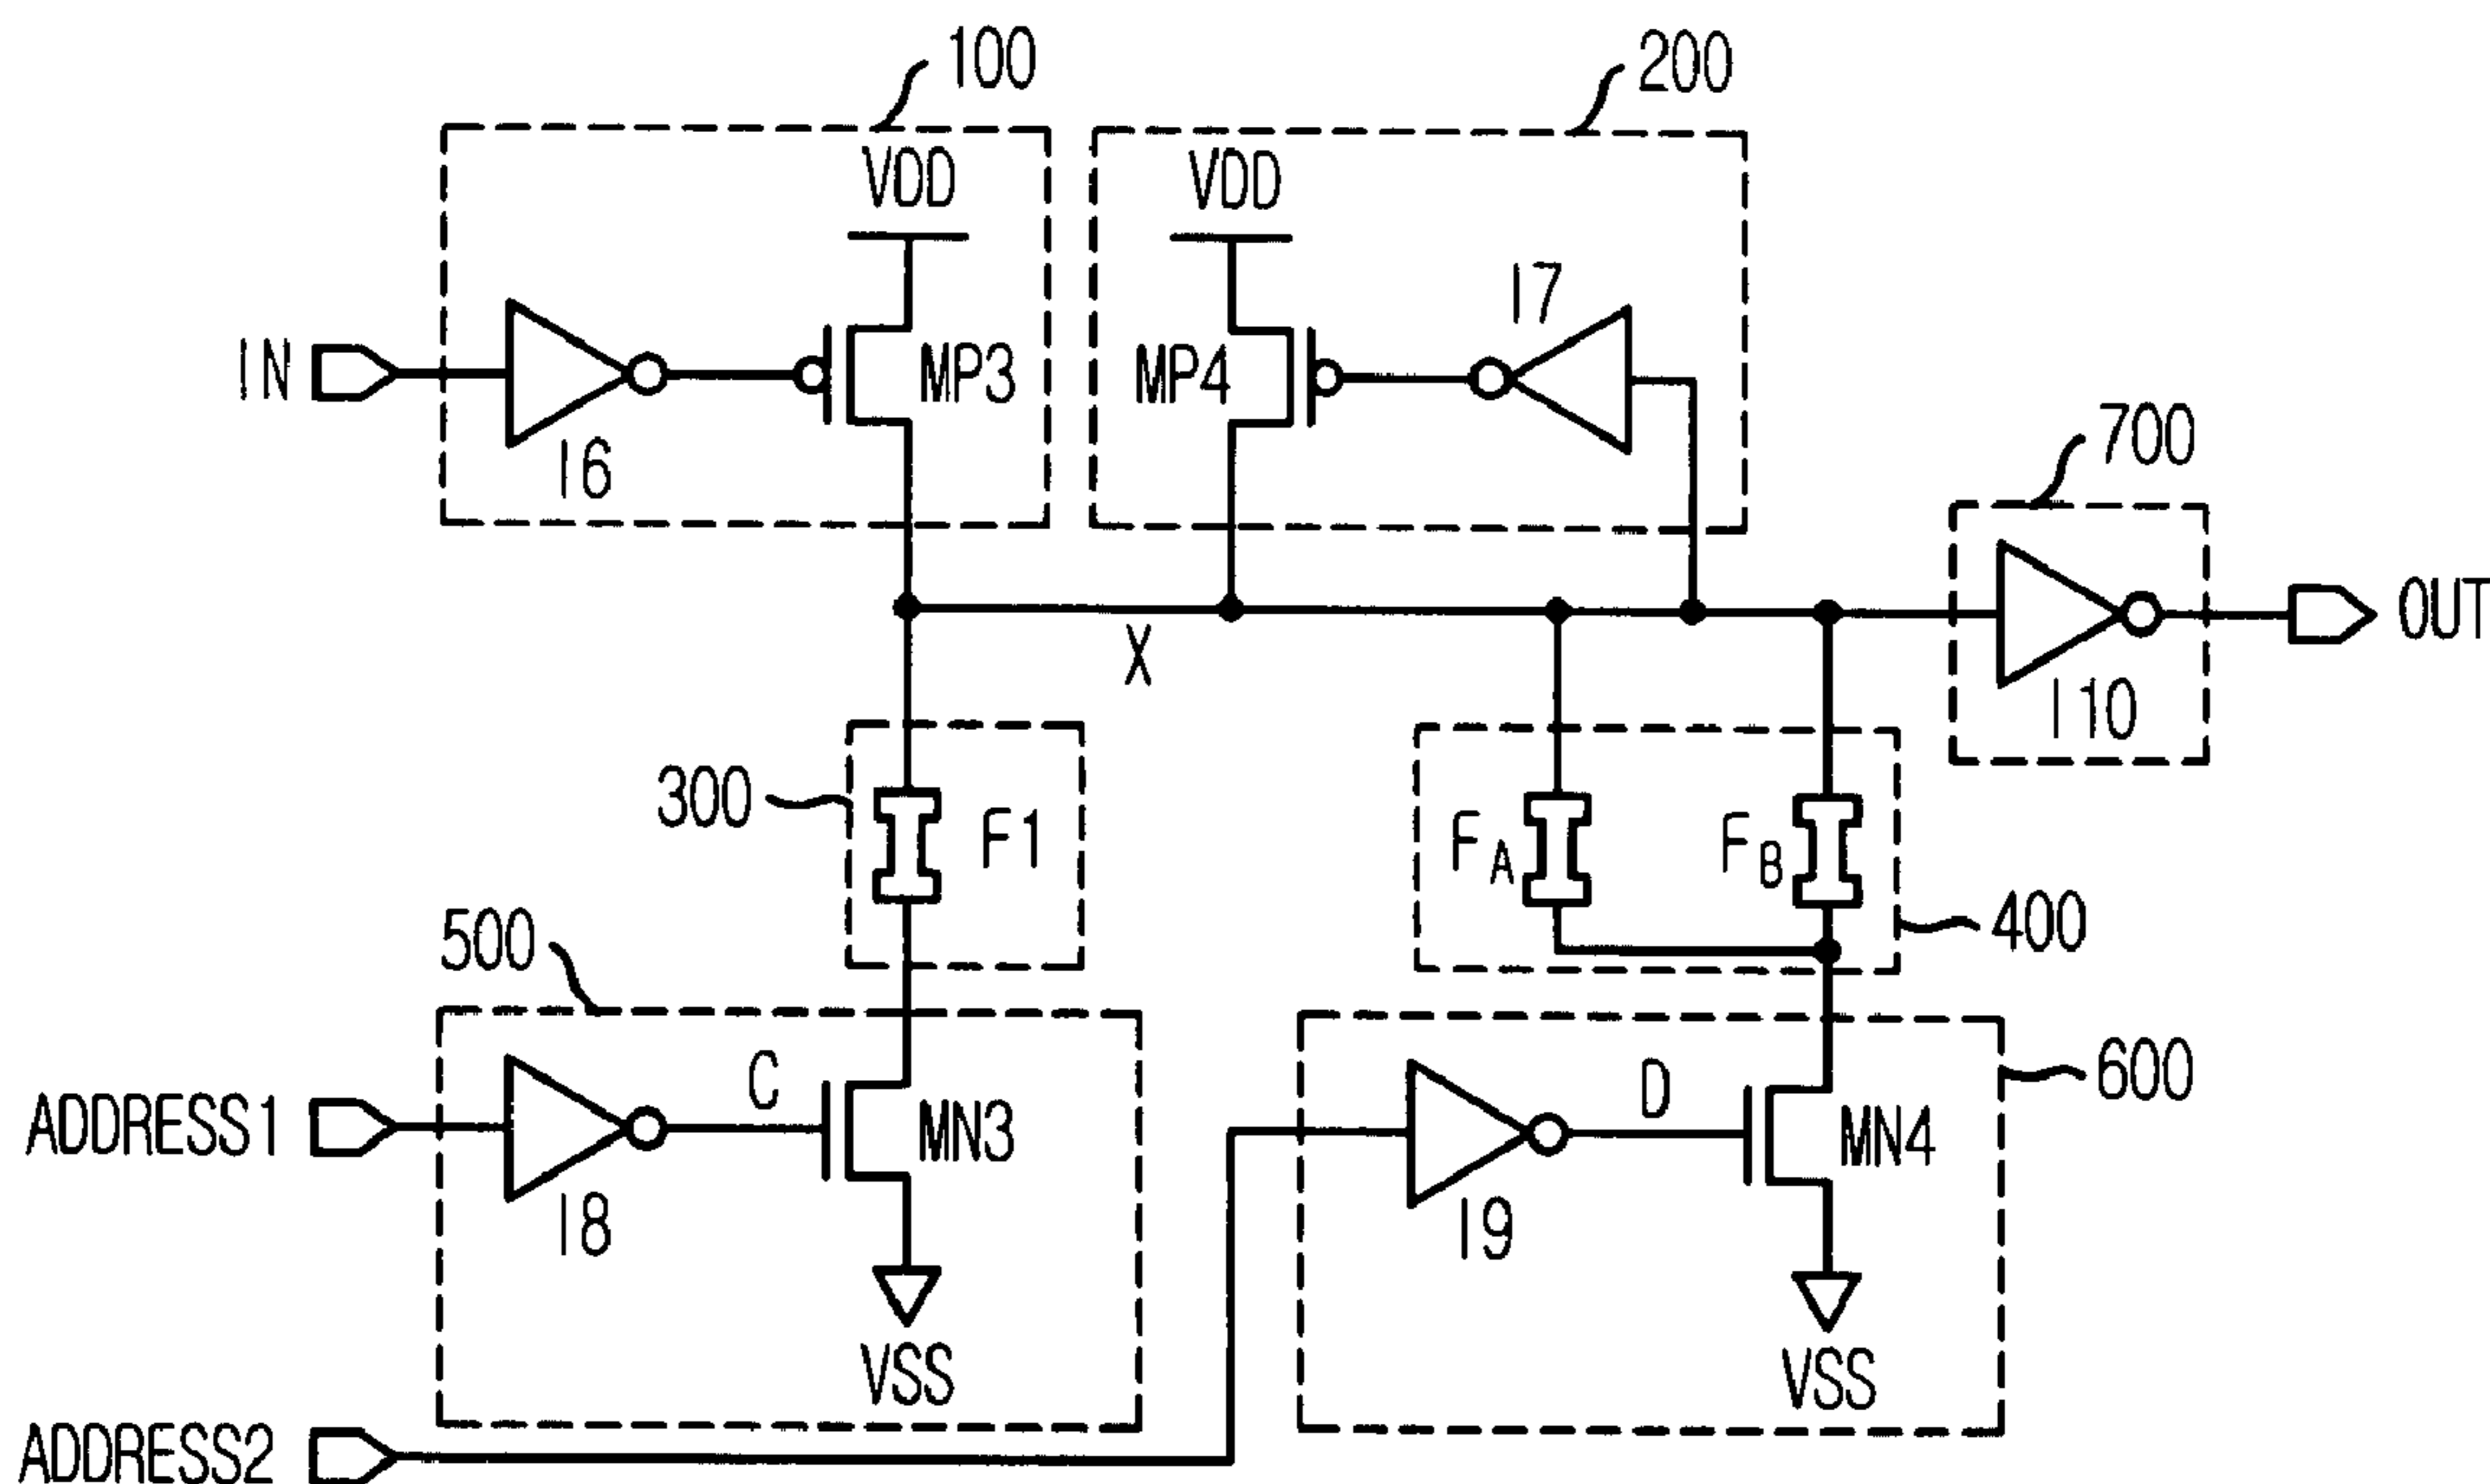 100
200
VDD
VDD
I7
IN
MP3
MP4
I6
700
OUT
X
I10
300
F1
FA
FB
400
500
600
C
D
ADDRESS1
MN3
MN4
I8
I9
VSS
VSS
ADDRESS2